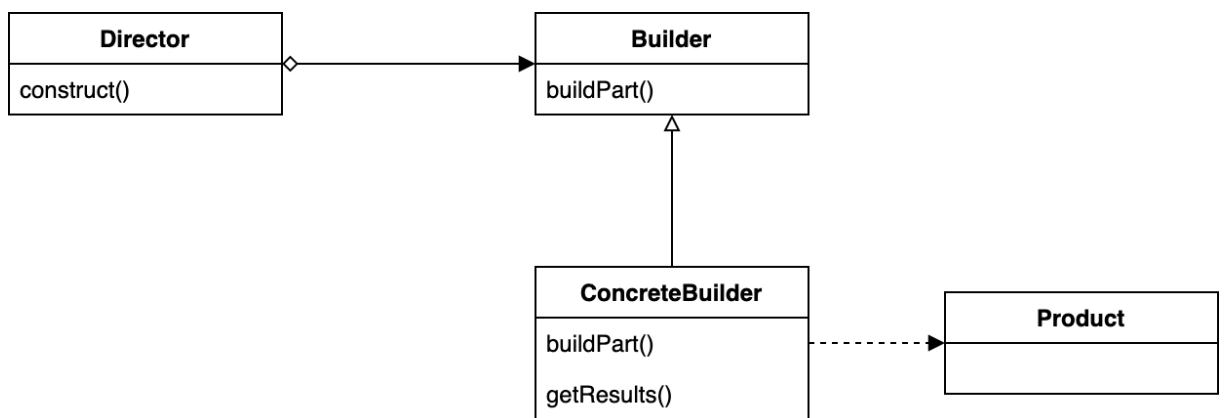 Director
construct()
Builder
buildPart()
ConcreteBuilder
buildPart()
getResults()
Product